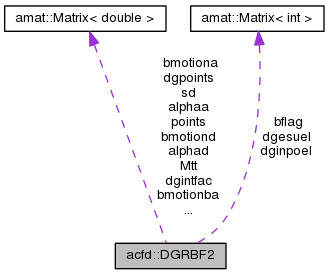 amat::Matrix< double >
amat::Matrix< int >
bmotiona
dgpoints
sd
alphaa
points
bmotiond
alphad
Mtt
dgintfac
bmotionba
...
bflag
dgesuel
dginpoel
acfd::DGRBF2